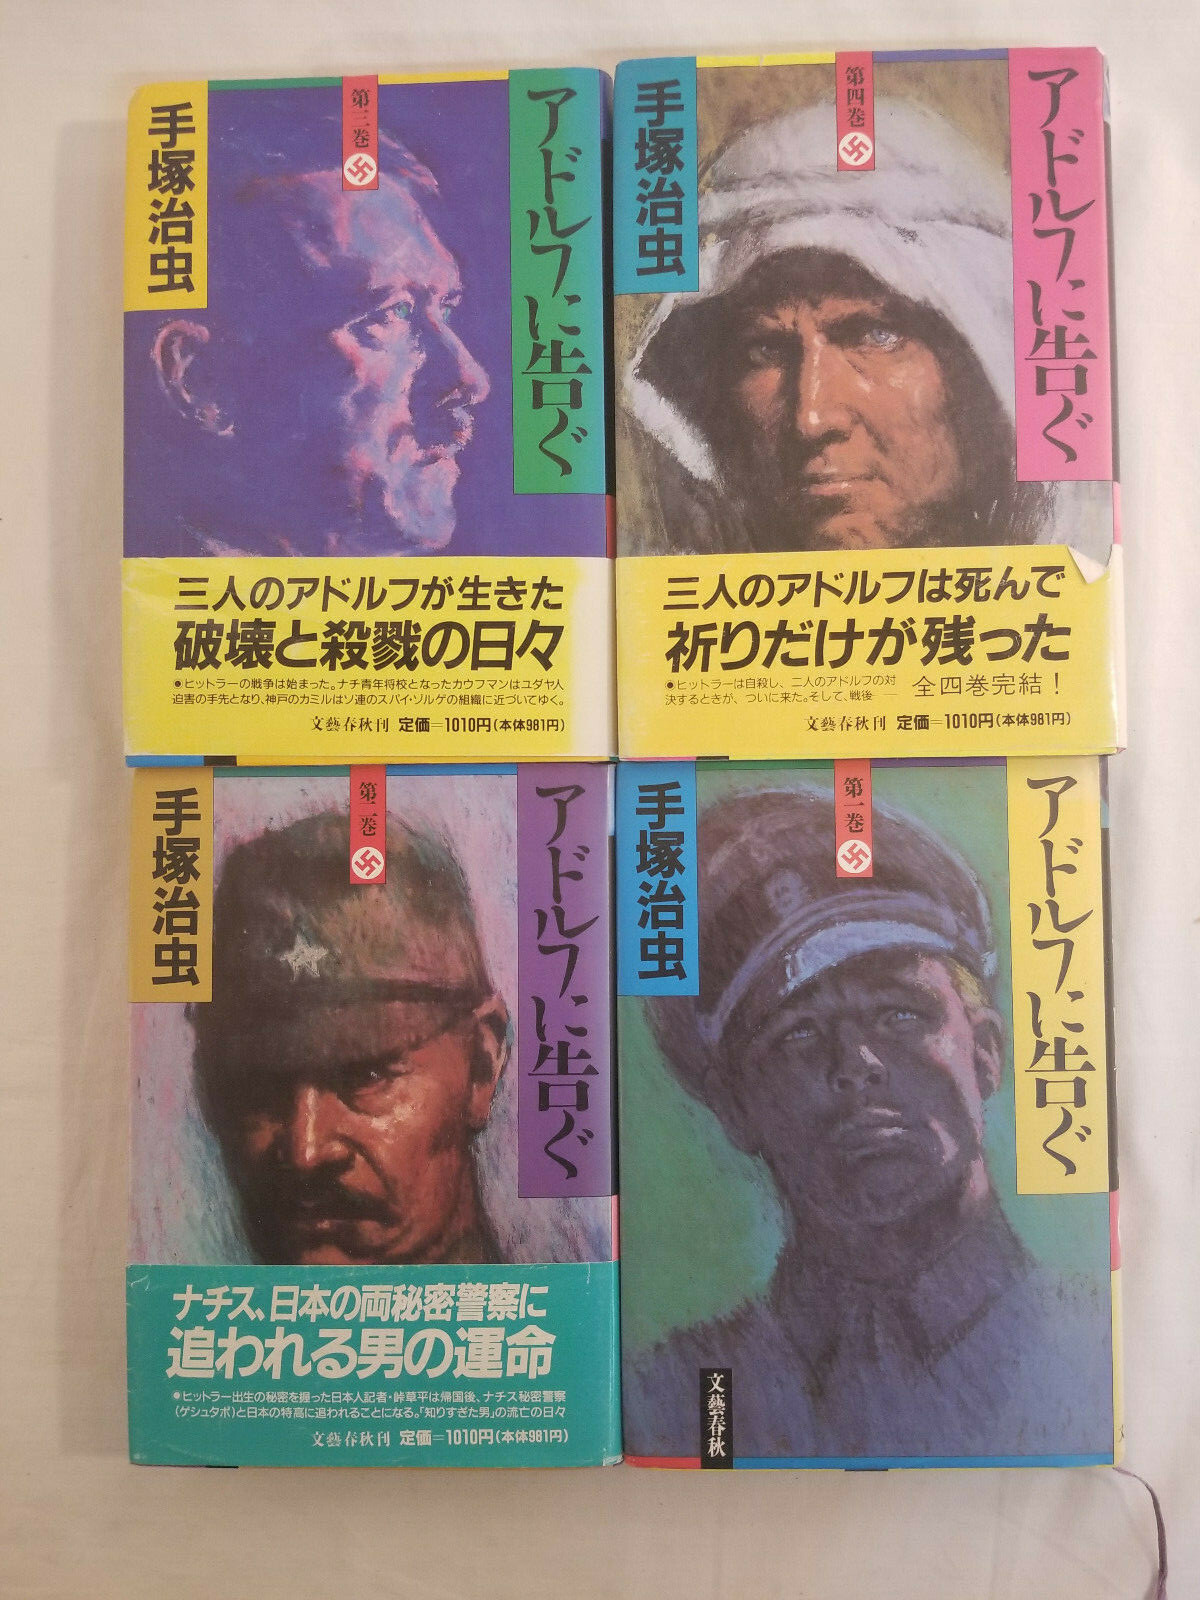 手塚治虫
第三巻
アドルフに告ぐ
三人のアドルフが生きた
破壊と殺戮の日々
●ヒットラーの戦争は始まった。ナチ青年将校となったカウフマンはユダヤ人
迫害の手先となり、神戸のカミルはソ連のスパイ・ゾルゲの組織に近づいてゆく。
文藝春秋刊 定価=1010円(本体981円)
手塚治虫
第四巻
アドルフに告ぐ
三人のアドルフは死んで
祈りだけが残った
●ヒットラーは自殺し、二人のアドルフの対
決するときが、ついに来た。そして、戦後──
全四巻完結!
文藝春秋刊 定価=1010円(本体981円)
手塚治虫
第二巻
アドルフに告ぐ
ナチス、日本の両秘密警察に
追われる男の運命
●ヒットラー出生の秘密を握った日本人記者・峠草平は帰国後、ナチス秘密警察
(ゲシュタポ)と日本の特高に追われることになる。「知りすぎた男」の流亡の日々
文藝春秋刊 定価=1010円(本体981円)
手塚治虫
第一巻
アドルフに告ぐ
文藝春秋